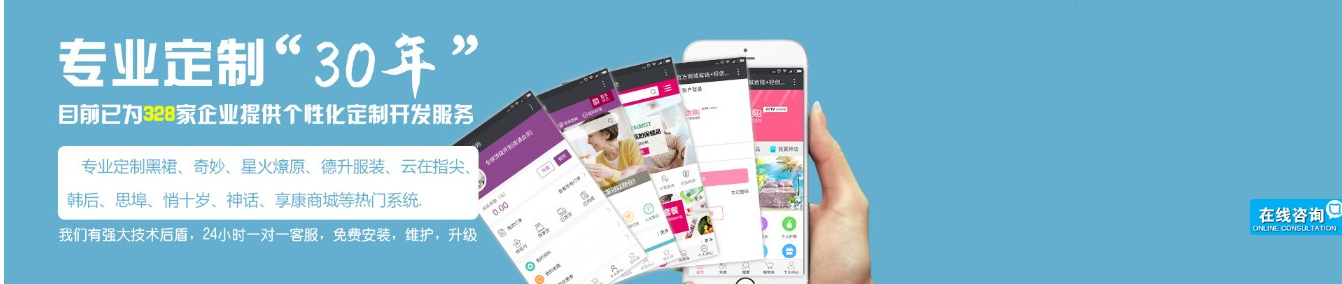 专业定制“30年”
目前已为328家企业提供个性化定制开发服务
专业定制黑裙、奇妙、星火燎原、德升服装、云在指尖、
韩后、思埠、悄十岁、神话、享康商城等热门系统.
我们有强大技术后盾，24小时一对一客服，免费安装，维护，升级
0.00
在线咨询
ONLINE CONSULTATION